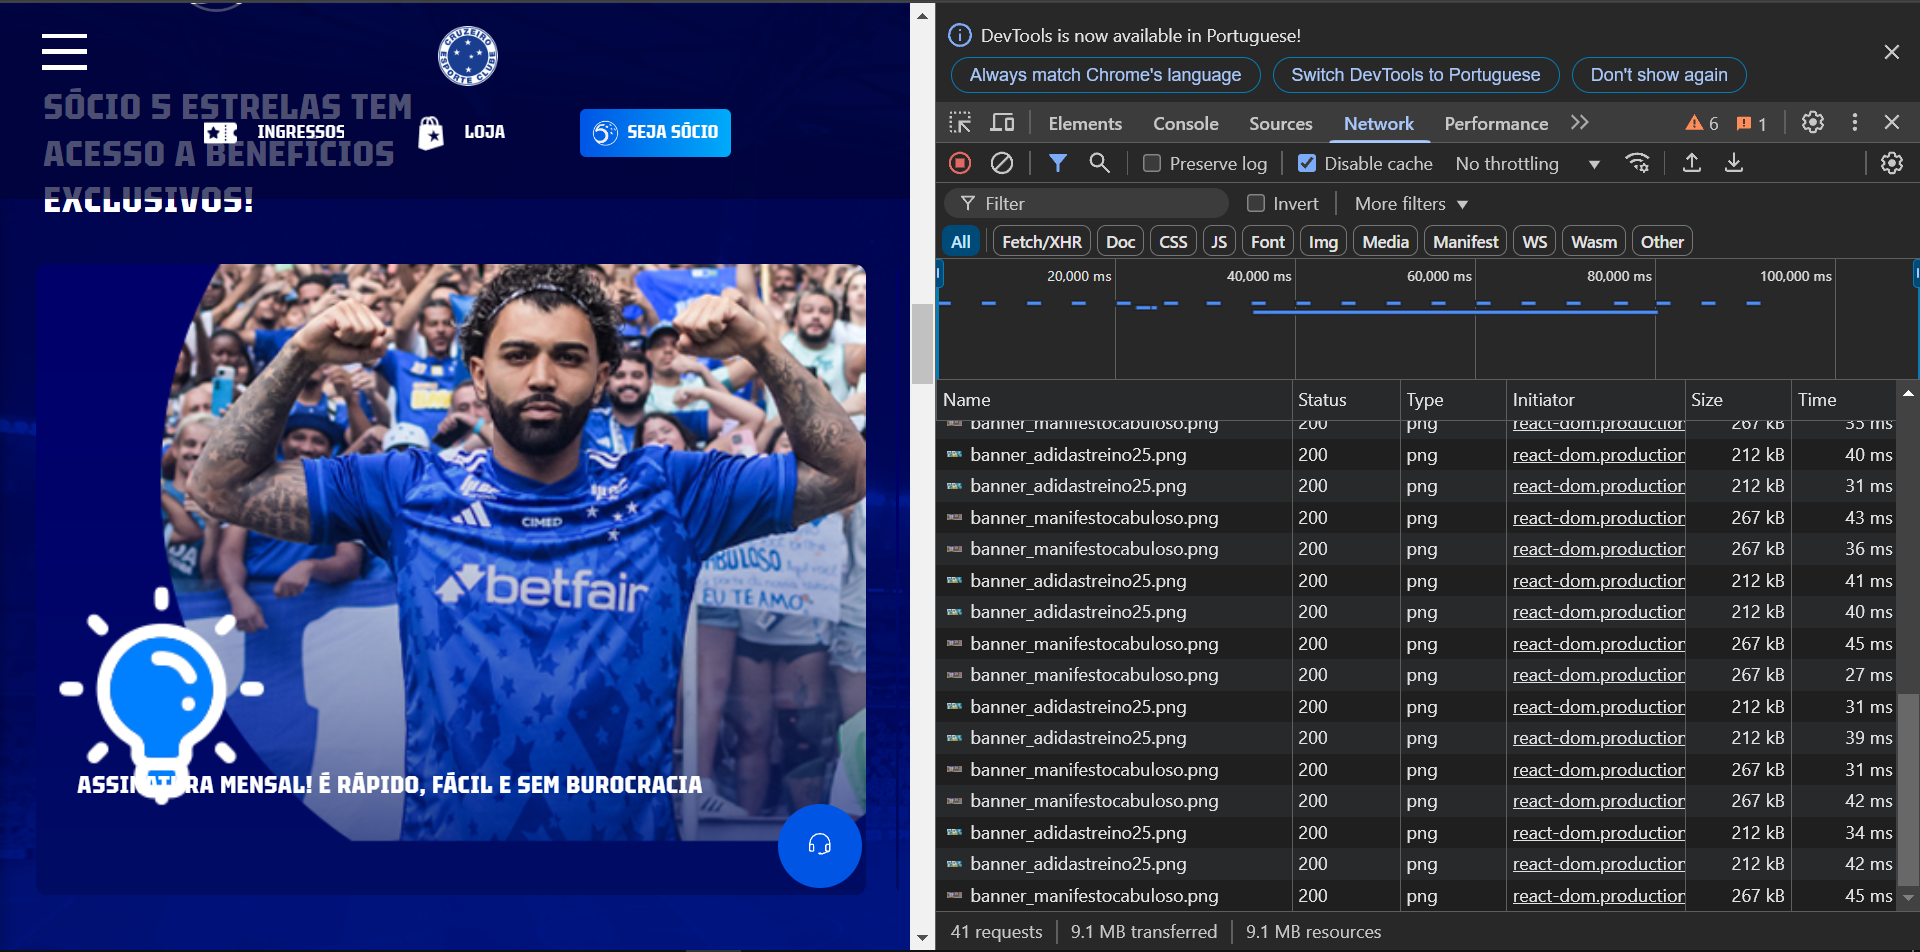 CRUZEIRO
ESPORTE CLUBE
SÓCIO 5 ESTRELAS TEM
ACESSO A BENEFÍCIOS
EXCLUSIVOS!
INGRESSOS
LOJA
SEJA SÓCIO
CIMED
betfair
ABULOSO
EU TE AMO
ASSINATURA MENSAL! É RÁPIDO, FÁCIL E SEM BUROCRACIA
DevTools is now available in Portuguese!
Always match Chrome's language
Switch DevTools to Portuguese
Don't show again
Elements Console Sources Network Performance 6 1
Preserve log Disable cache No throttling
Filter Invert More filters
All Fetch/XHR Doc CSS JS Font Img Media Manifest WS Wasm Other
20,000 ms 40,000 ms 60,000 ms 80,000 ms 100,000 ms
Name Status Type Initiator Size Time
banner_manifestocabuloso.png 200 png react-dom.production 267 kB 35 ms
banner_adidastreino25.png 200 png react-dom.production 212 kB 40 ms
banner_adidastreino25.png 200 png react-dom.production 212 kB 31 ms
banner_manifestocabuloso.png 200 png react-dom.production 267 kB 43 ms
banner_manifestocabuloso.png 200 png react-dom.production 267 kB 36 ms
banner_adidastreino25.png 200 png react-dom.production 212 kB 41 ms
banner_adidastreino25.png 200 png react-dom.production 212 kB 40 ms
banner_manifestocabuloso.png 200 png react-dom.production 267 kB 45 ms
banner_manifestocabuloso.png 200 png react-dom.production 267 kB 27 ms
banner_adidastreino25.png 200 png react-dom.production 212 kB 31 ms
banner_adidastreino25.png 200 png react-dom.production 212 kB 39 ms
banner_manifestocabuloso.png 200 png react-dom.production 267 kB 31 ms
banner_manifestocabuloso.png 200 png react-dom.production 267 kB 42 ms
banner_adidastreino25.png 200 png react-dom.production 212 kB 34 ms
banner_adidastreino25.png 200 png react-dom.production 212 kB 42 ms
banner_manifestocabuloso.png 200 png react-dom.production 267 kB 45 ms
41 requests 9.1 MB transferred 9.1 MB resources